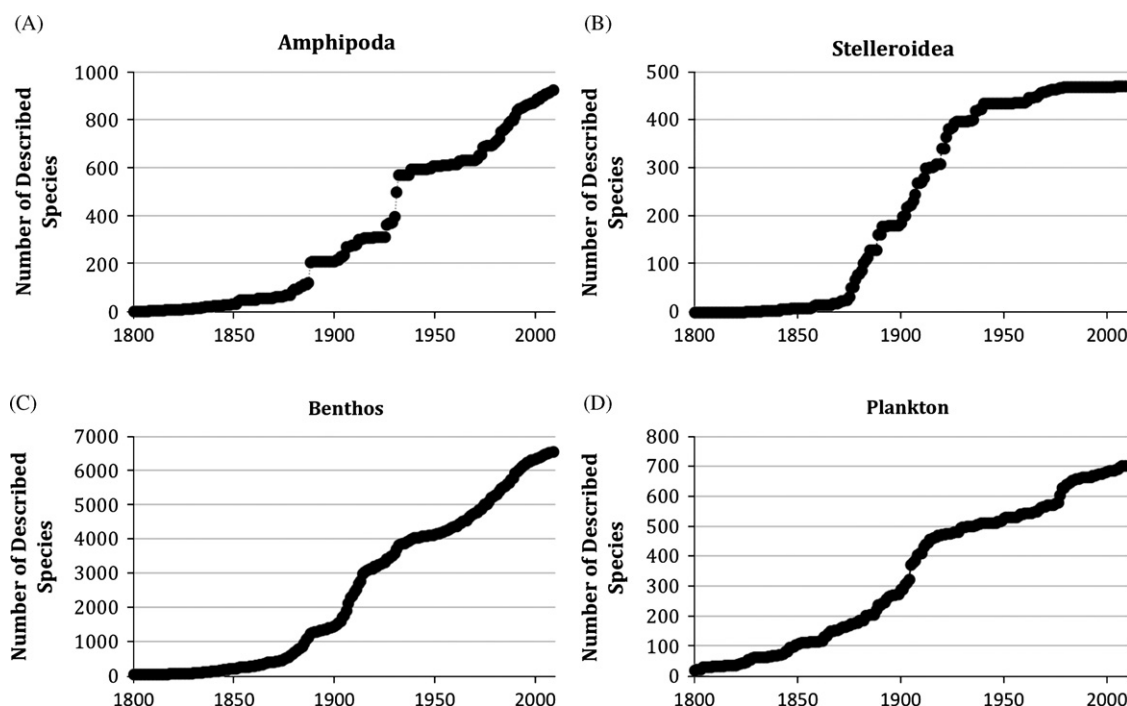 (A)
Amphipoda
Number of Described
Species
1000
800
600
400
200
0
1800 1850 1900 1950 2000
(B)
Stelleroidea
Number of Described
Species
500
400
300
200
100
0
1800 1850 1900 1950 2000
(C)
Benthos
Number of Described
Species
7000
6000
5000
4000
3000
2000
1000
0
1800 1850 1900 1950 2000
(D)
Plankton
Number of Described
Species
800
700
600
500
400
300
200
100
0
1800 1850 1900 1950 2000